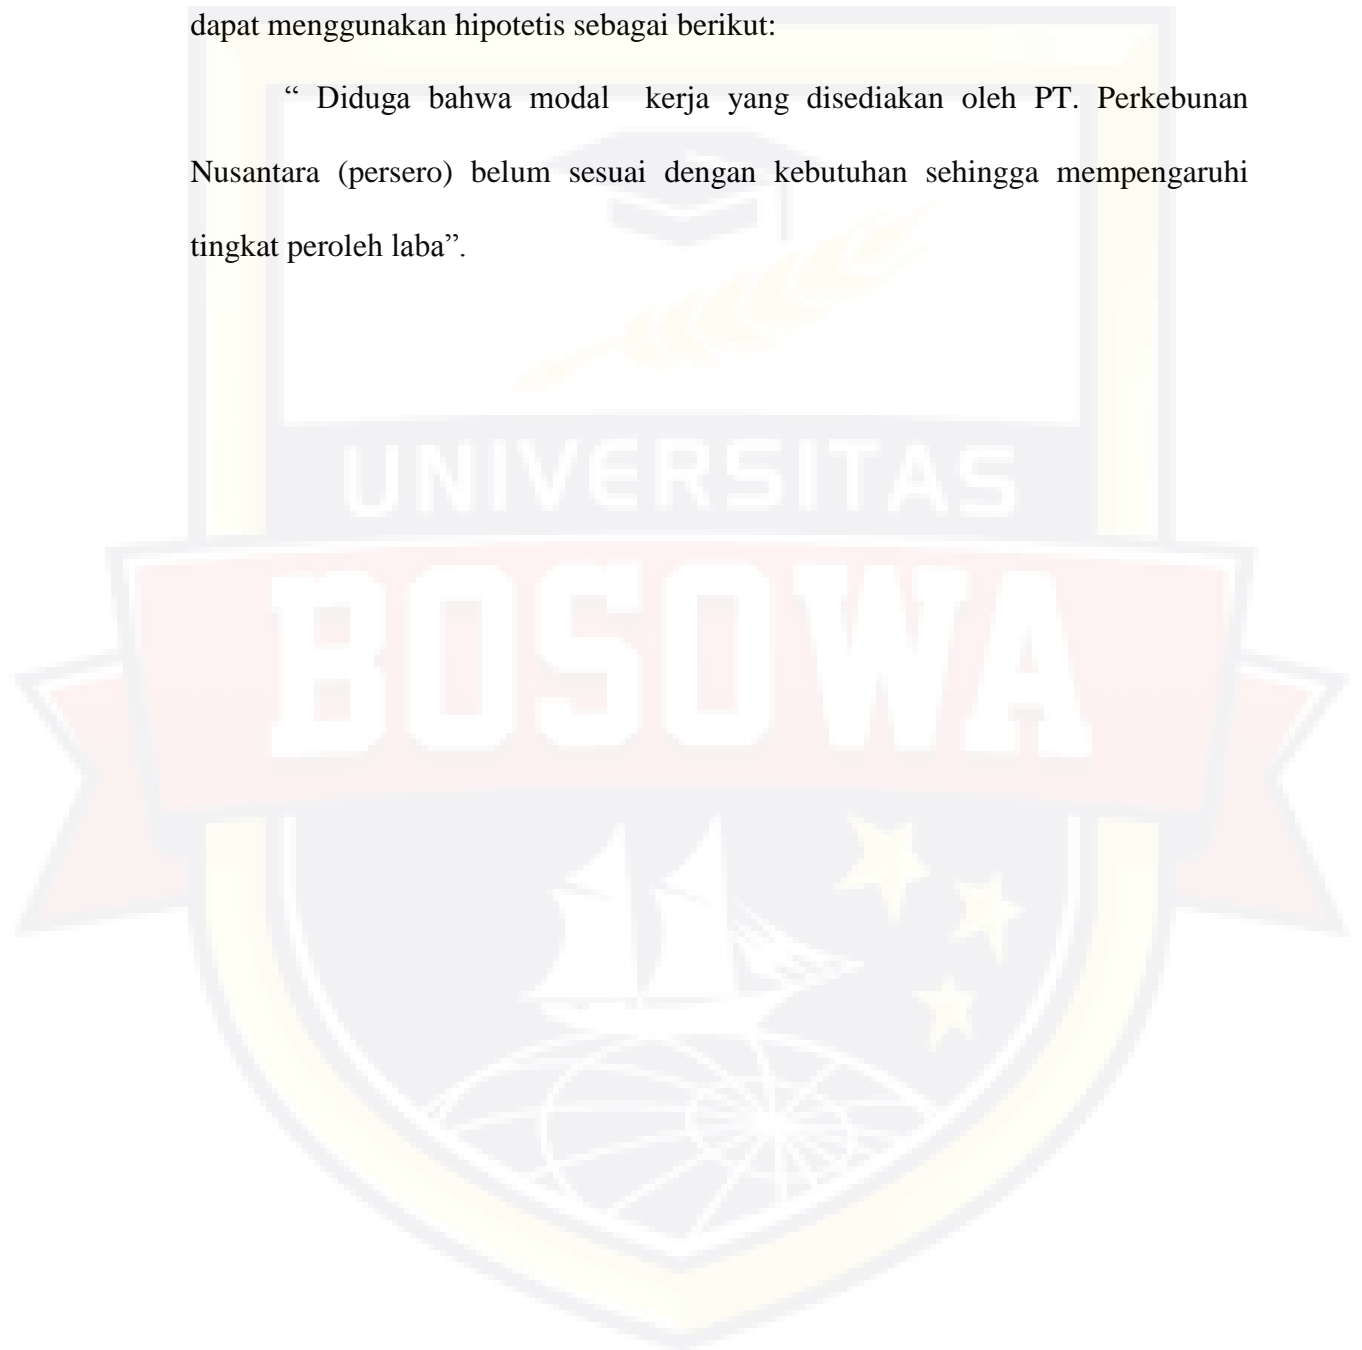 dapat menggunakan hipotetis sebagai berikut:
“ Diduga bahwa modal kerja yang disediakan oleh PT. Perkebunan
Nusantara (persero) belum sesuai dengan kebutuhan sehingga mempengaruhi
tingkat peroleh laba”.
UNIVERSITAS
BOSOWA